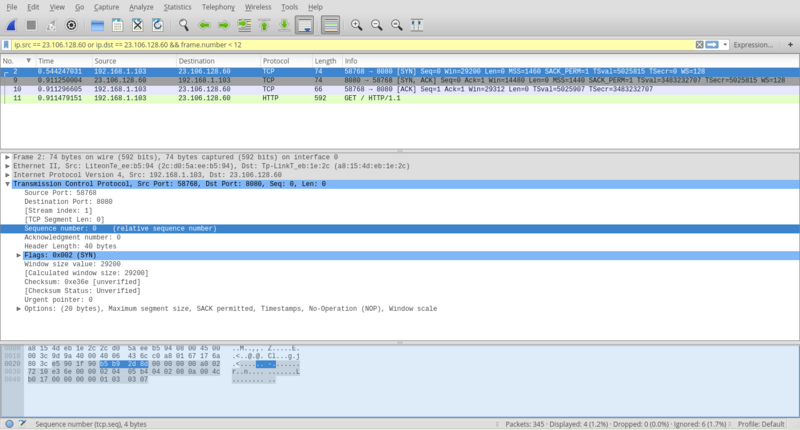 File Edit View Go Capture Analyze Statistics Telephony Wireless Tools Help
ip.src == 23.106.128.60 or ip.dst == 23.106.128.60 && frame.number < 12
Expression... +
No. Time Source Destination Protocol Length Info
2 0.544247031 192.168.1.103 23.106.128.60 TCP 74 58768 → 8080 [SYN] Seq=0 Win=29200 Len=0 MSS=1460 SACK_PERM=1 TSval=5025815 TSecr=0 WS=128
9 0.911250004 23.106.128.60 192.168.1.103 TCP 74 8080 → 58768 [SYN, ACK] Seq=0 Ack=1 Win=14480 Len=0 MSS=1440 SACK_PERM=1 TSval=3483232707 TSecr=5025815 WS=128
10 0.911296605 192.168.1.103 23.106.128.60 TCP 66 58768 → 8080 [ACK] Seq=1 Ack=1 Win=29312 Len=0 TSval=5025907 TSecr=3483232707
11 0.911479151 192.168.1.103 23.106.128.60 HTTP 592 GET / HTTP/1.1
Frame 2: 74 bytes on wire (592 bits), 74 bytes captured (592 bits) on interface 0
Ethernet II, Src: LiteonTe_ee:b5:94 (2c:d0:5a:ee:b5:94), Dst: Tp-LinkT_eb:1e:2c (a8:15:4d:eb:1e:2c)
Internet Protocol Version 4, Src: 192.168.1.103, Dst: 23.106.128.60
Transmission Control Protocol, Src Port: 58768, Dst Port: 8080, Seq: 0, Len: 0
Source Port: 58768
Destination Port: 8080
[Stream index: 1]
[TCP Segment Len: 0]
Sequence number: 0 (relative sequence number)
Acknowledgment number: 0
Header Length: 40 bytes
Flags: 0x002 (SYN)
Window size value: 29200
[Calculated window size: 29200]
Checksum: 0xe36e [unverified]
[Checksum Status: Unverified]
Urgent pointer: 0
Options: (20 bytes), Maximum segment size, SACK permitted, Timestamps, No-Operation (NOP), Window scale
0000 a8 15 4d eb 1e 2c 2c d0 5a ee b5 94 08 00 45 00 ..M..,,. Z.....E.
0010 00 3c 9d 9a 40 00 40 06 43 6c c0 a8 01 67 17 6a .<..@.@. Cl...g.j
0020 80 3c e5 90 1f 90
00 00 00 00 a0 02
0030 72 10 e3 6e 00 00 02 04 05 b4 04 02 08 0a 00 4c r..n.... .......L
0040 b0 17 00 00 00 00 01 03 03 07 ........ ..
Sequence number (tcp.seq), 4 bytes
Packets: 345 · Displayed: 4 (1.2%) · Dropped: 0 (0.0%) · Ignored: 6 (1.7%)
Profile: Default